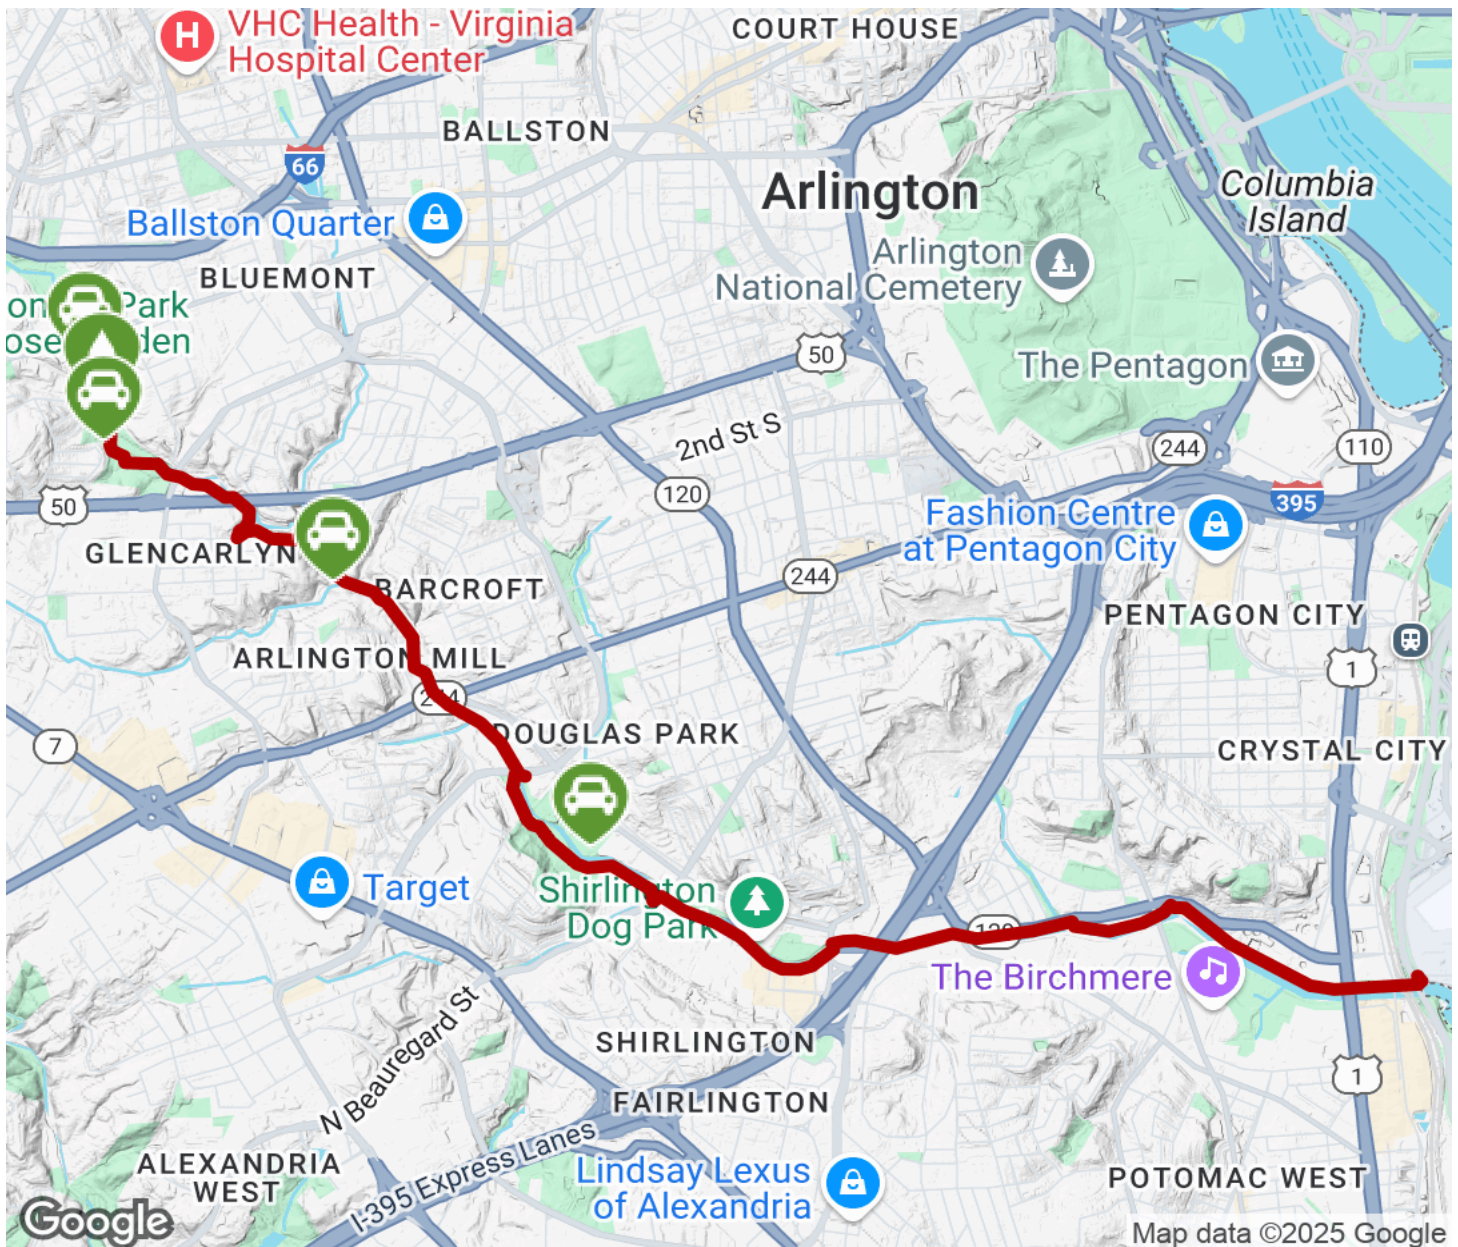 VHC Health - Virginia
Hospital Center
COURT HOUSE
BALLSTON
66
Arlington
Columbia
Island
Ballston Quarter
BLUEMONT
Arlington
National Cemetery
Park
50
The Pentagon
2nd St S
244
110
120
50
395
Fashion Centre
at Pentagon City
GLENCARLYN
BARCROFT
244
PENTAGON CITY
ARLINGTON MILL
1
DOUGLAS PARK
7
CRYSTAL CITY
Target
Shirlington
Dog Park
The Birchmere
N Beauregard St
SHIRLINGTON
1
FAIRLINGTON
I-395 Express Lanes
ALEXANDRIA
WEST
Lindsay Lexus
of Alexandria
POTOMAC WEST
Google
Map data ©2025 Google